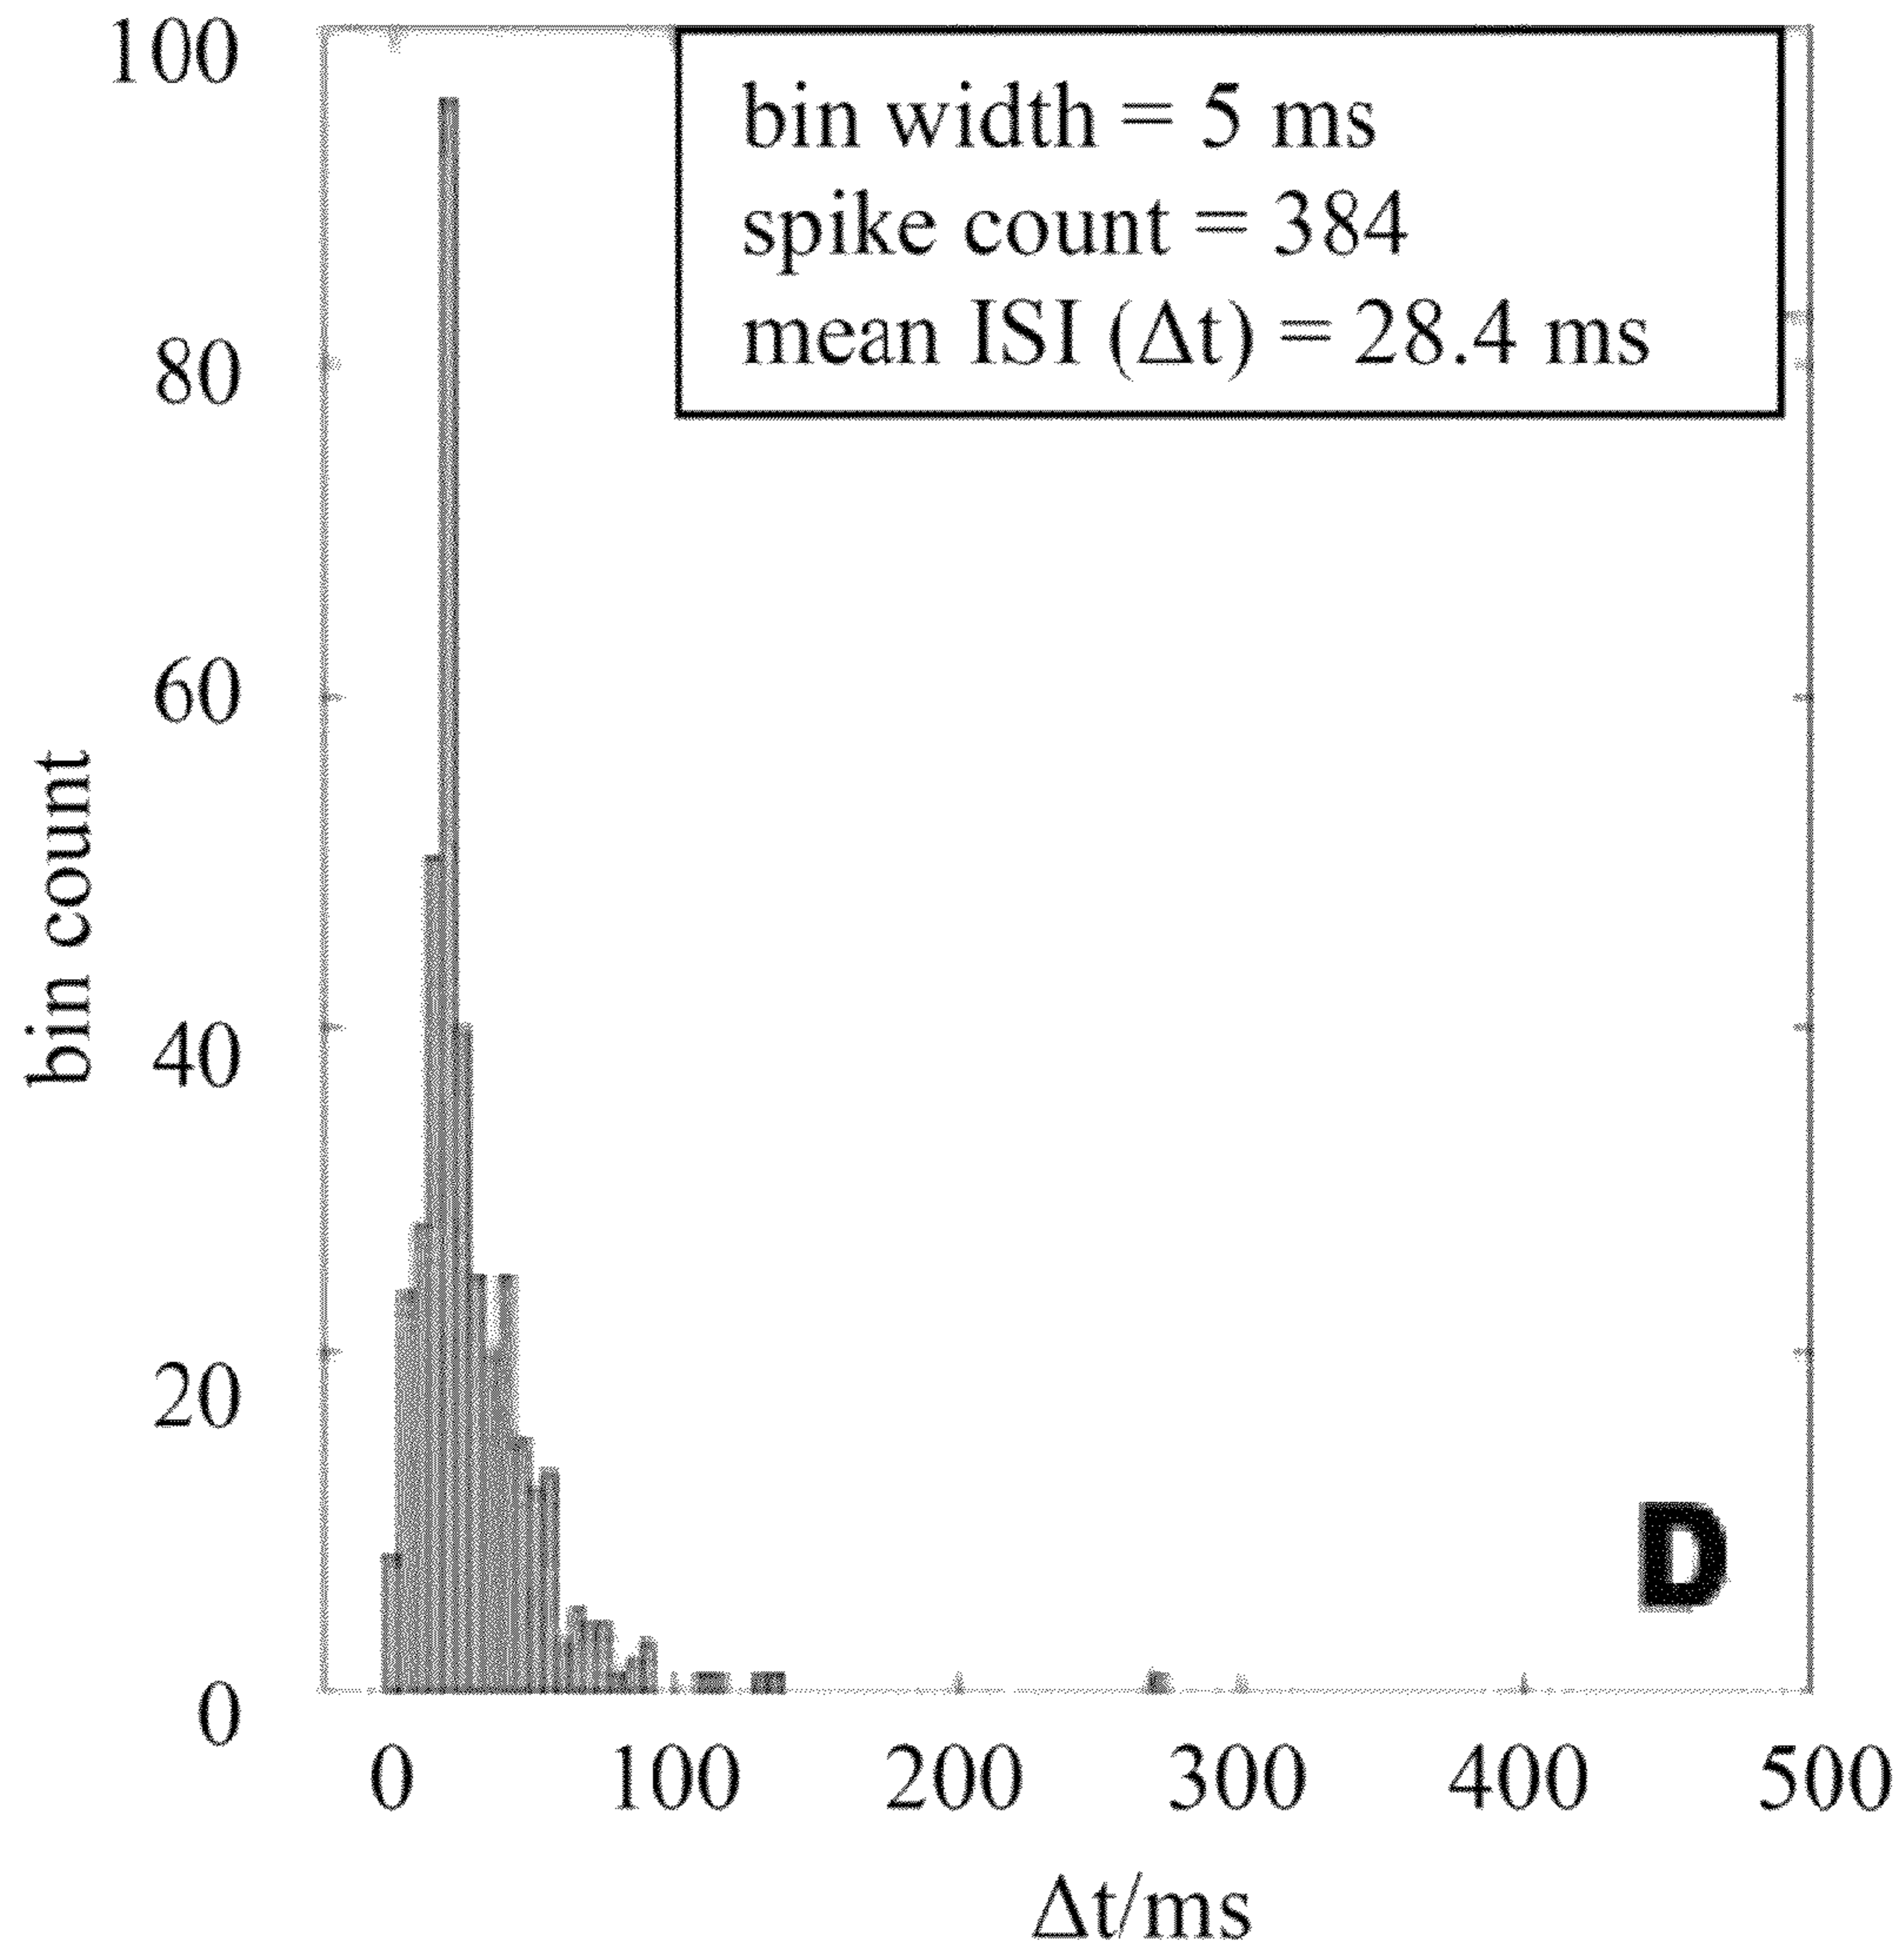 100
bin width = 5 ms
spike count = 384
mean ISI (Δt) = 28.4 ms
80
60
bin count
40
20
D
0
0 100 200 300 400 500
Δt/ms